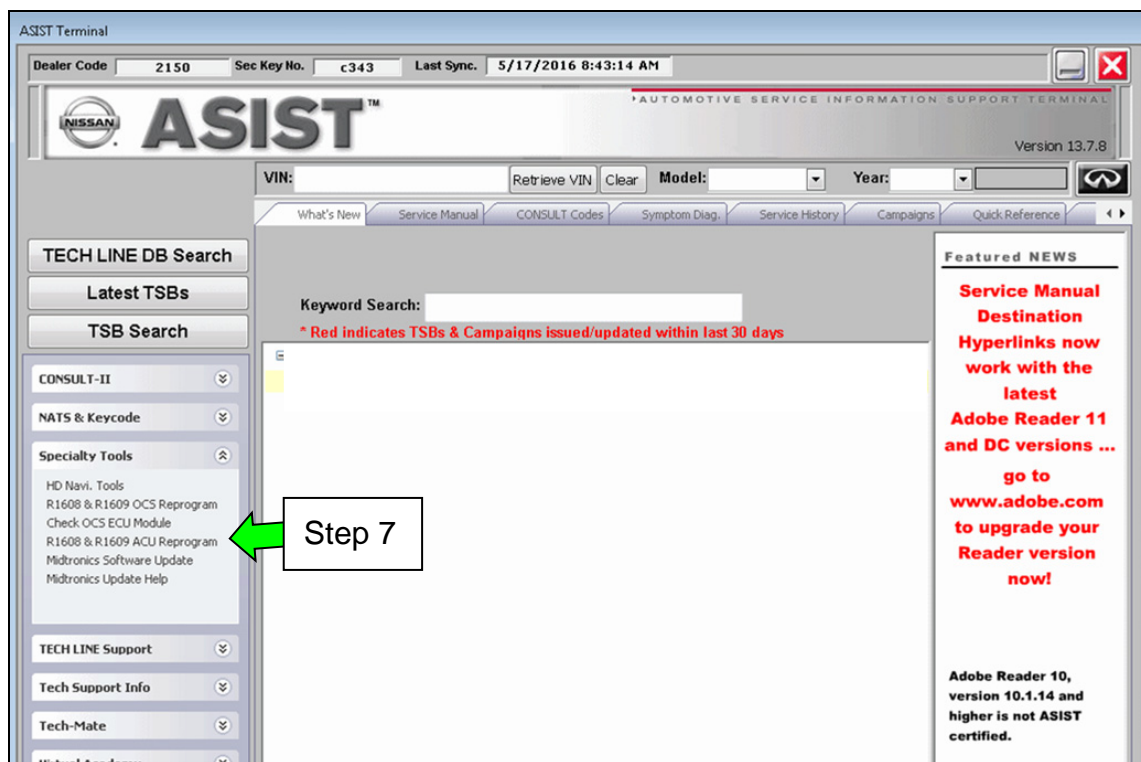 ASIST Terminal
Dealer Code 2150 Sec Key No. c343 Last Sync. 5/17/2016 8:43:14 AM
NISSAN ASIST™
AUTOMOTIVE SERVICE INFORMATION SUPPORT TERMINAL
Version 13.7.8
VIN: Retrieve VIN Clear Model: Year:
What's New Service Manual CONSULT Codes Symptom Diag. Service History Campaigns Quick Reference
TECH LINE DB Search
Latest TSBs
TSB Search
CONSULT-II
NATS & Keycode
Specialty Tools
HD Navi. Tools
R1608 & R1609 OCS Reprogram
Check OCS ECU Module
R1608 & R1609 ACU Reprogram
Midtronics Software Update
Midtronics Update Help
TECH LINE Support
Tech Support Info
Tech-Mate
Keyword Search:
* Red indicates TSBs & Campaigns issued/updated within last 30 days
Step 7
Featured NEWS
Service Manual
Destination
Hyperlinks now
work with the
latest
Adobe Reader 11
and DC versions ...
go to
www.adobe.com
to upgrade your
Reader version
now!
Adobe Reader 10,
version 10.1.14 and
higher is not ASIST
certified.